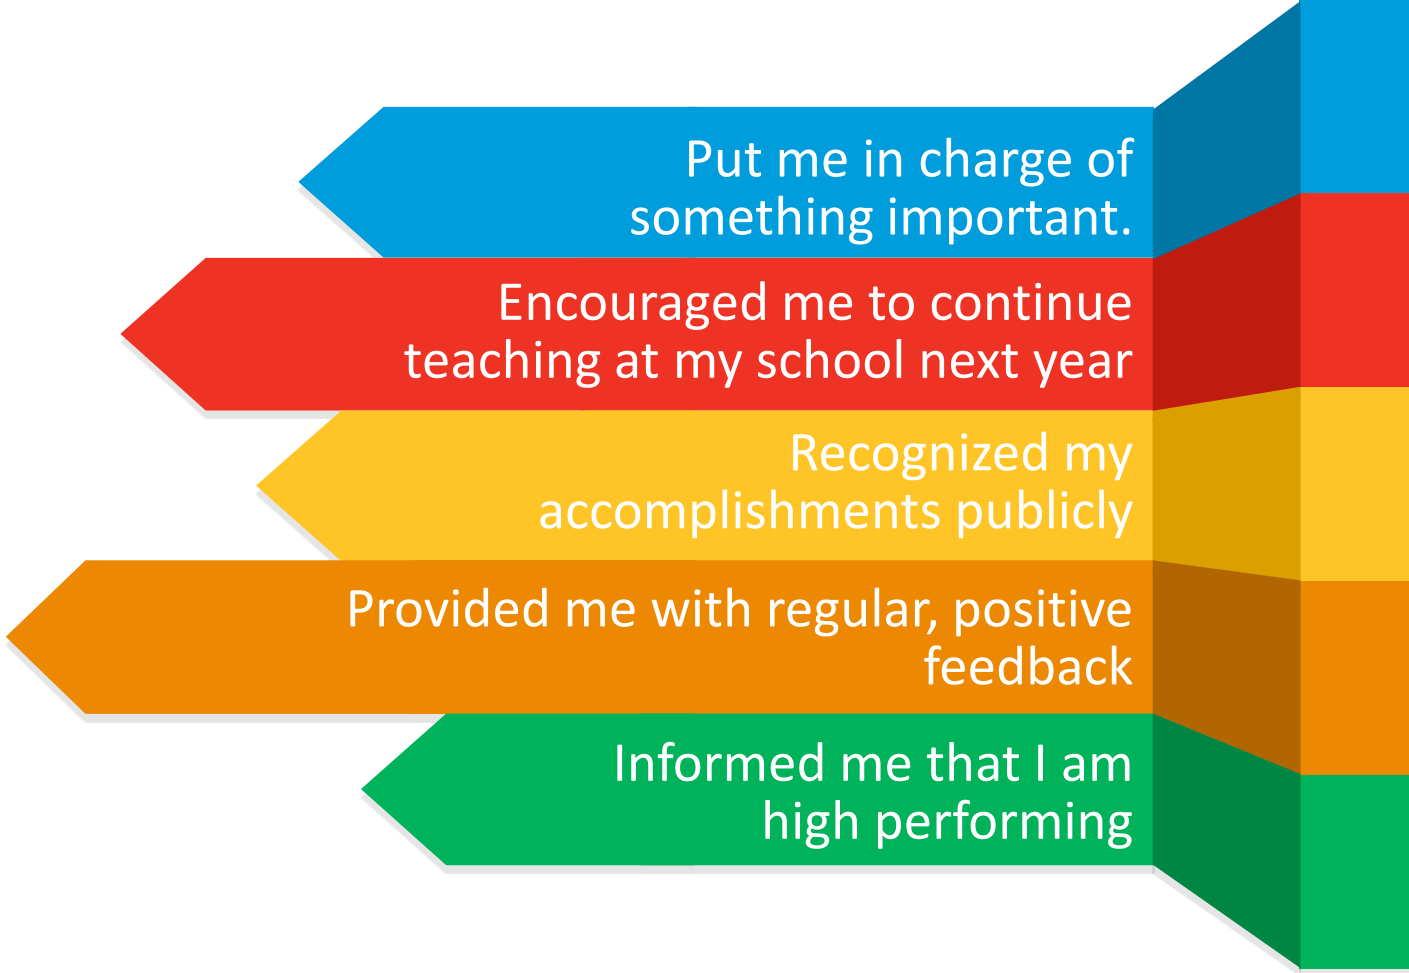 Put me in charge of
something important.
Encouraged me to continue
teaching at my school next year
Recognized my
accomplishments publicly
Provided me with regular, positive
feedback
Informed me that I am
high performing